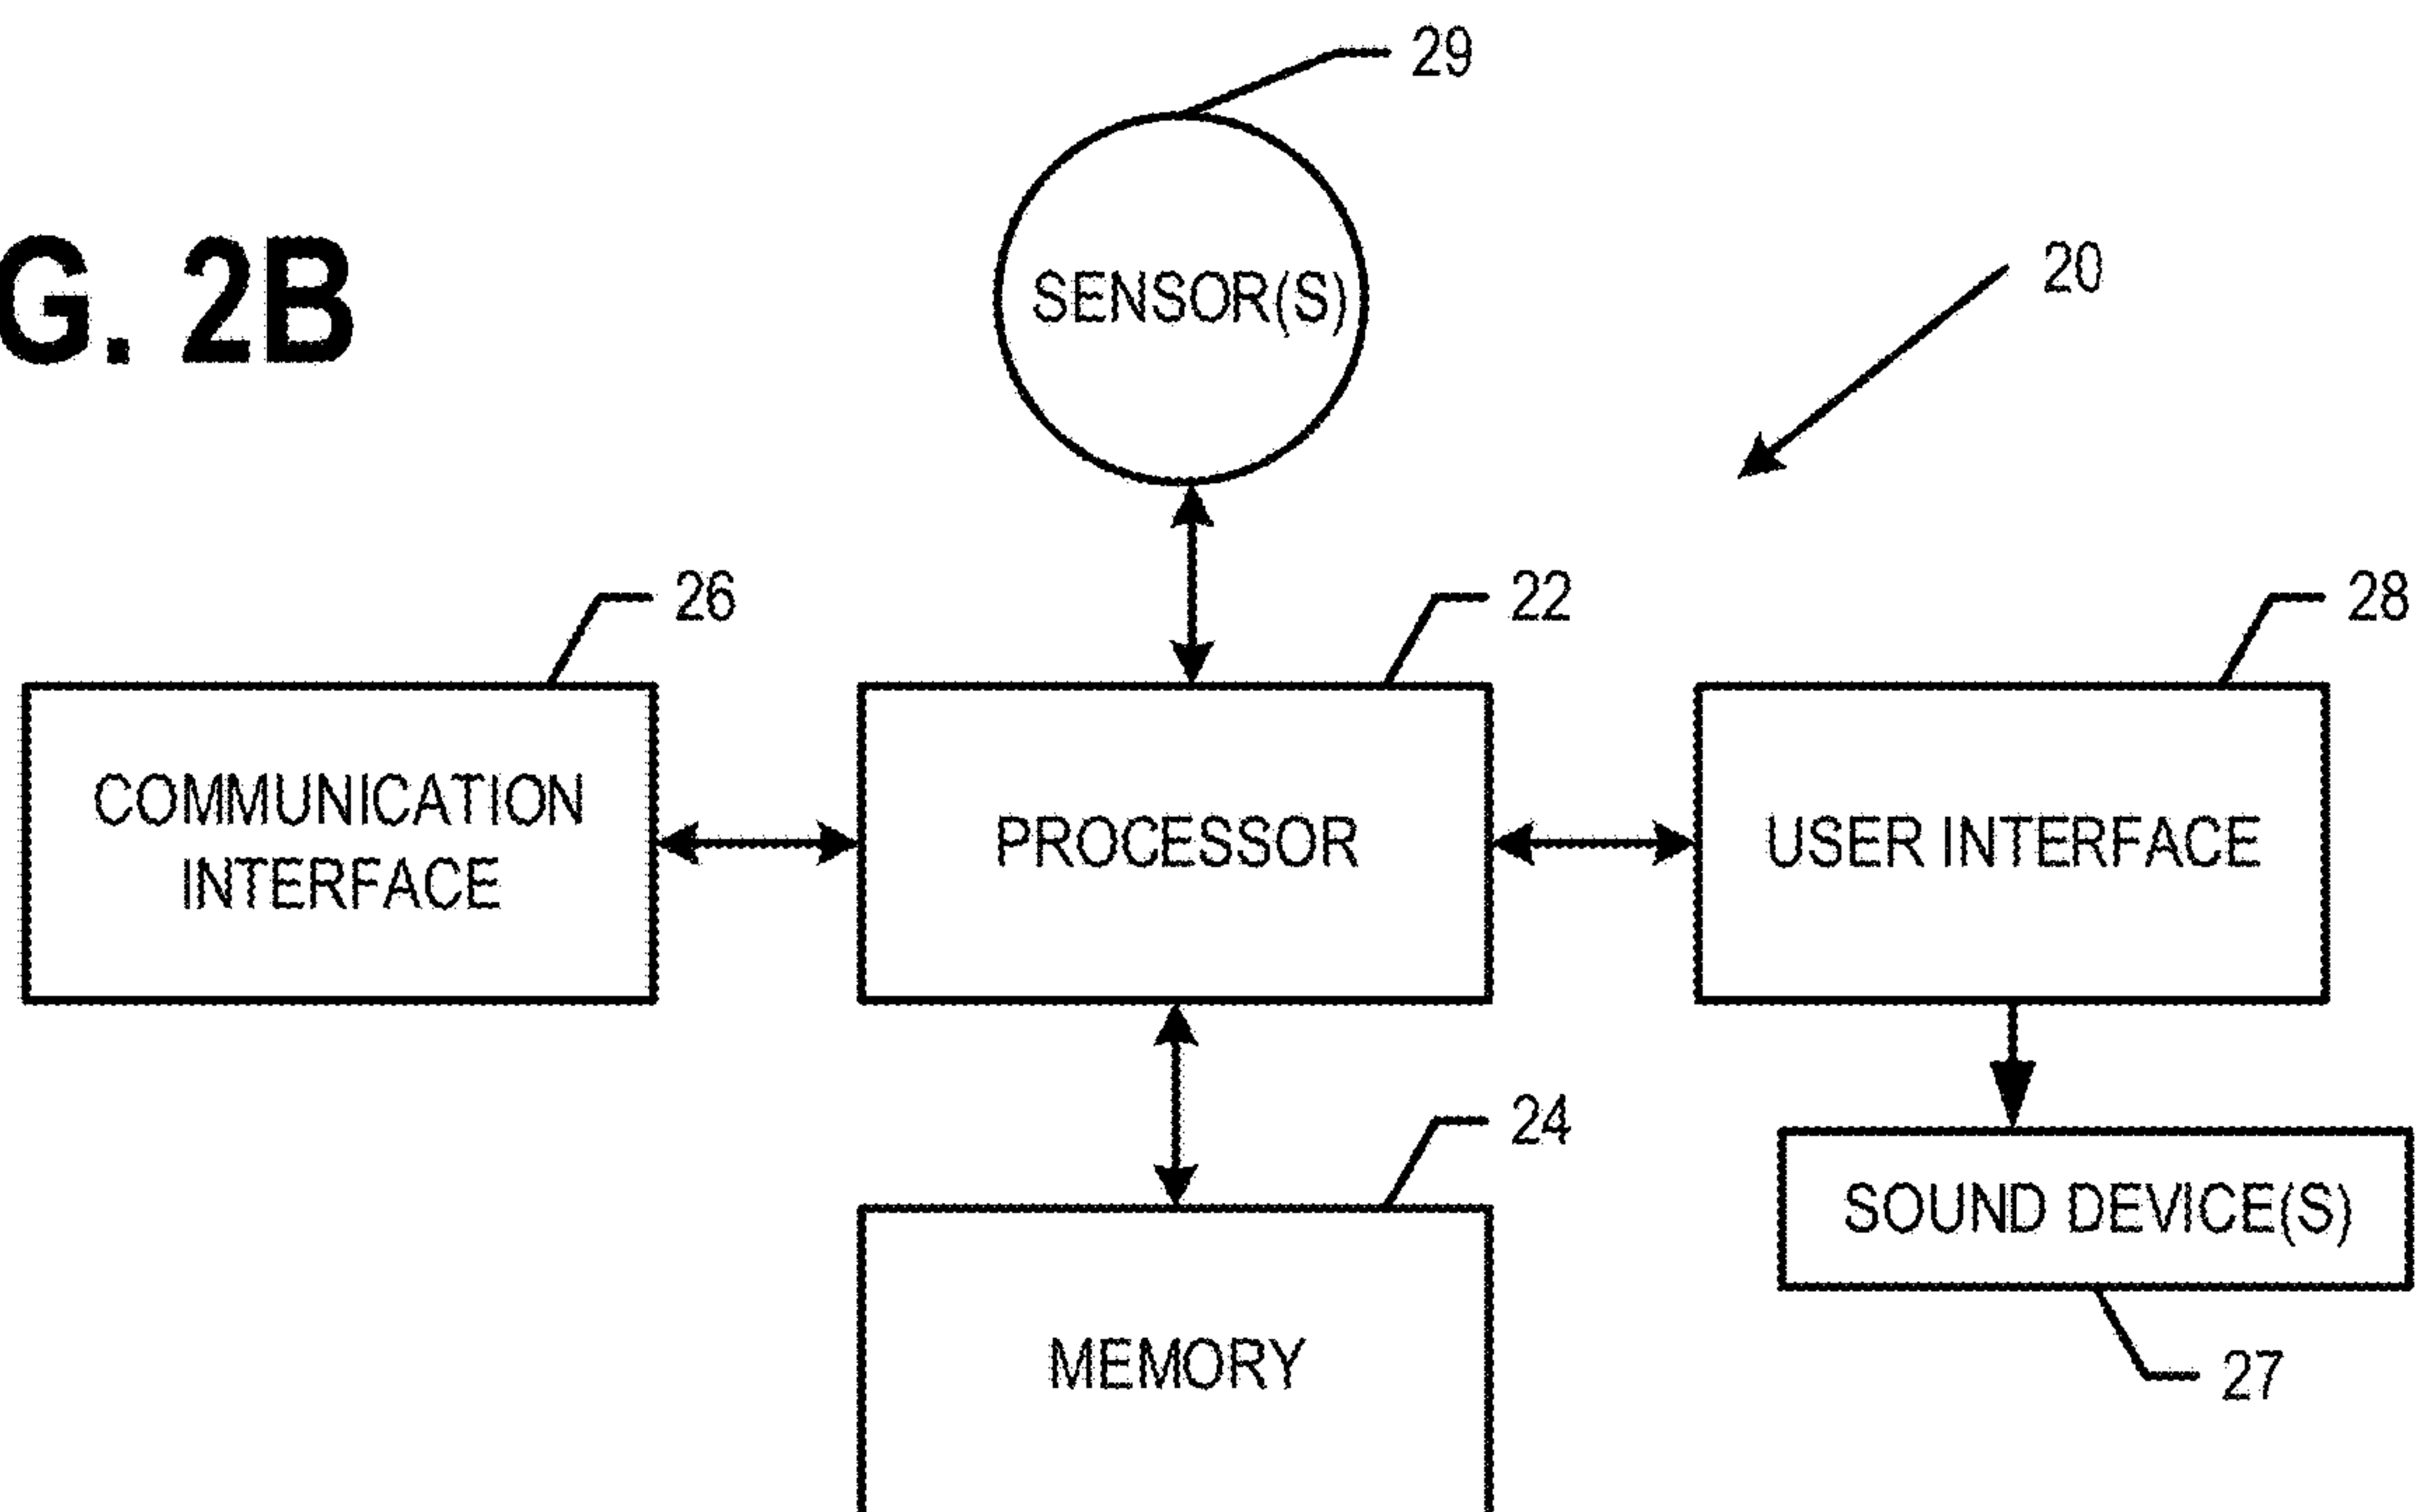 29
G. 2B
SENSOR(S)
20
26
22
28
COMMUNICATION
INTERFACE
PROCESSOR
USER INTERFACE
24
SOUND DEVICE(S)
MEMORY
27